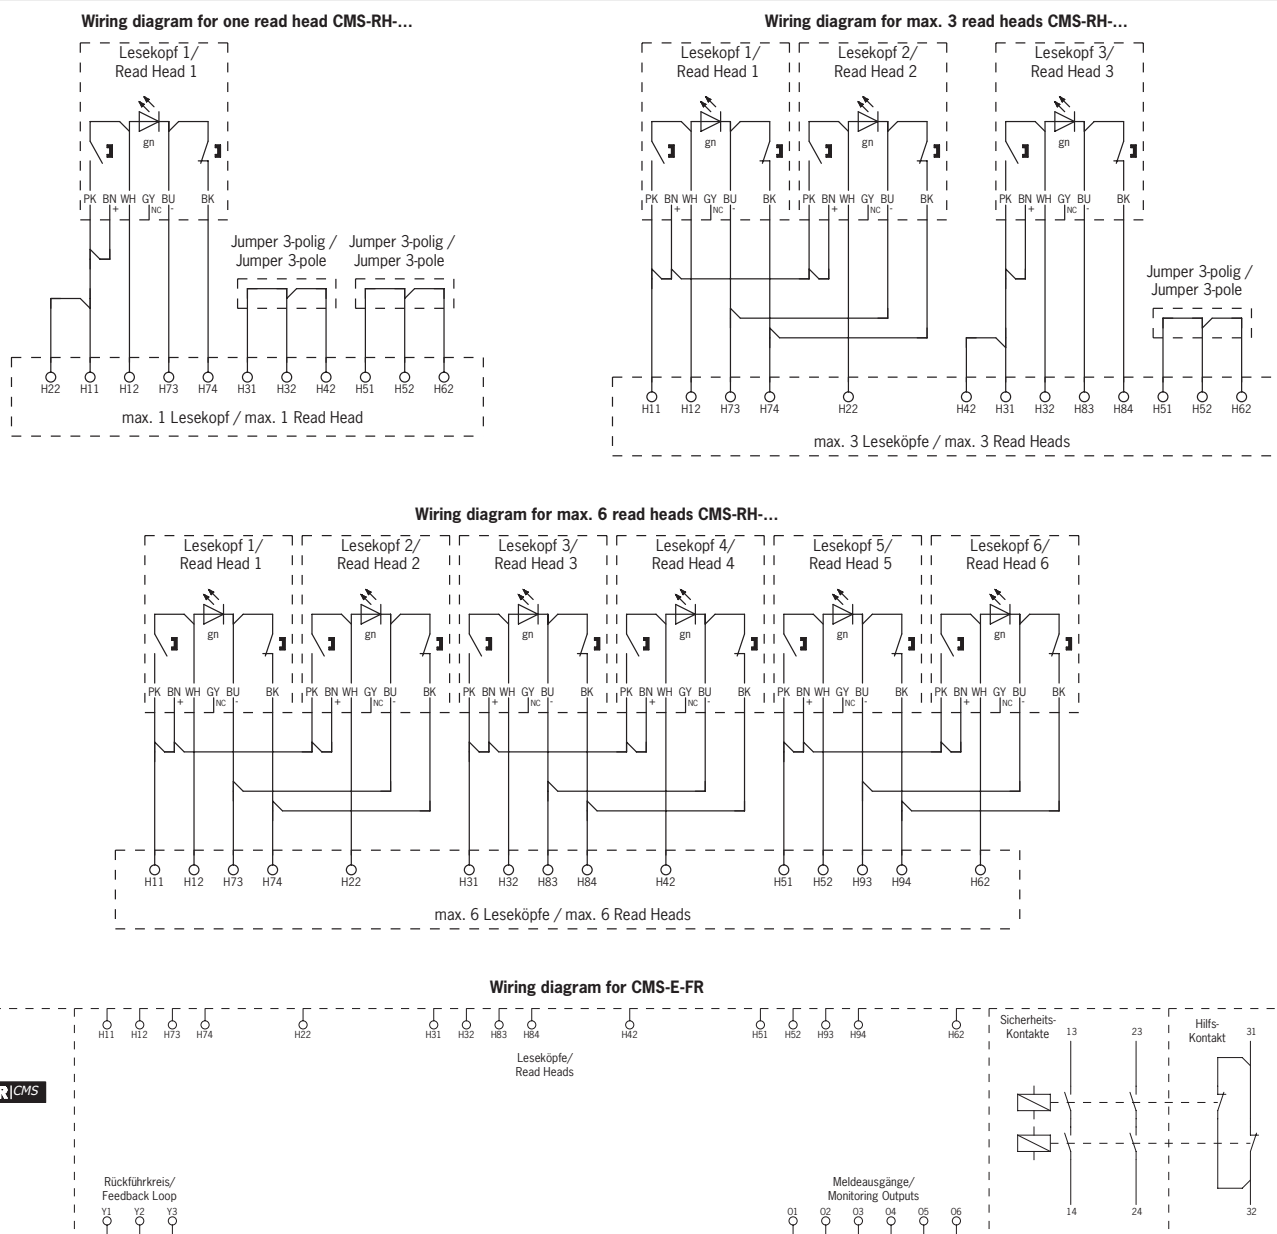 Wiring diagram for one read head CMS-RH-...
Lesekopf 1/
Read Head 1
gn
PK BN WH GY BU BK
+ NC -
Jumper 3-polig /
Jumper 3-pole
Jumper 3-polig /
Jumper 3-pole
H22 H11 H12 H73 H74 H31 H32 H42 H51 H52 H62
max. 1 Lesekopf / max. 1 Read Head
Wiring diagram for max. 3 read heads CMS-RH-...
Lesekopf 1/
Read Head 1
Lesekopf 2/
Read Head 2
Lesekopf 3/
Read Head 3
gn gn gn
PK BN WH GY BU BK PK BN WH GY BU BK PK BN WH GY BU BK
+ NC - + NC - + NC -
Jumper 3-polig /
Jumper 3-pole
H11 H12 H73 H74 H22 H42 H31 H32 H83 H84 H51 H52 H62
max. 3 Leseköpfe / max. 3 Read Heads
Wiring diagram for max. 6 read heads CMS-RH-...
Lesekopf 1/
Read Head 1
Lesekopf 2/
Read Head 2
Lesekopf 3/
Read Head 3
Lesekopf 4/
Read Head 4
Lesekopf 5/
Read Head 5
Lesekopf 6/
Read Head 6
gn gn gn gn gn gn
PK BN WH GY BU BK PK BN WH GY BU BK PK BN WH GY BU BK PK BN WH GY BU BK PK BN WH GY BU BK PK BN WH GY BU BK
+ NC - + NC - + NC - + NC - + NC - + NC -
H11 H12 H73 H74 H22 H31 H32 H83 H84 H42 H51 H52 H93 H94 H62
max. 6 Leseköpfe / max. 6 Read Heads
Wiring diagram for CMS-E-FR
H11 H12 H73 H74 H22 H31 H32 H83 H84 H42 H51 H52 H93 H94 H62
Leseköpfe/
Read Heads
Sicherheits-
Kontakte
13 23
Hilfs-
Kontakt
31
R|CMS
Rückführkreis/
Feedback Loop
Y1 Y2 Y3
Meldeausgänge/
Monitoring Outputs
O1 O2 O3 O4 O5 O6
14 24 32